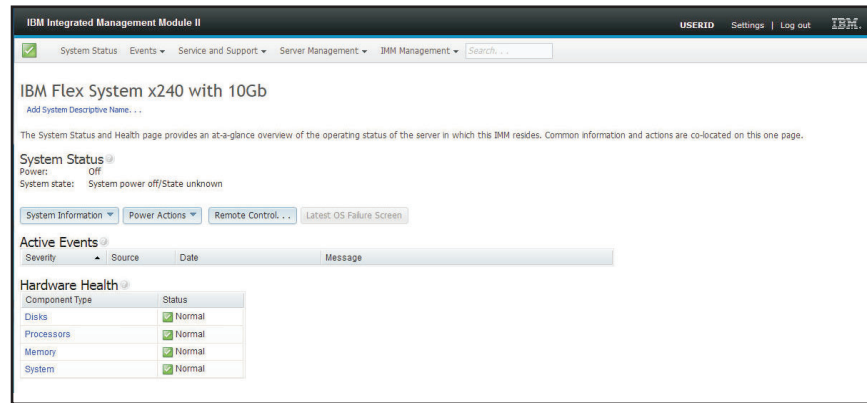 IBM Integrated Management Module II
USERID Settings | Log out IBM.
System Status Events Service and Support Server Management IMM Management Search...
IBM Flex System x240 with 10Gb
Add System Descriptive Name. . .
The System Status and Health page provides an at-a-glance overview of the operating status of the server in which this IMM resides. Common information and actions are co-located on this one page.
System Status
Power: Off
System state: System power off/State unknown
System Information Power Actions Remote Control. . . Latest OS Failure Screen
Active Events
Severity Source Date Message
Hardware Health
Component Type Status
Disks Normal
Processors Normal
Memory Normal
System Normal